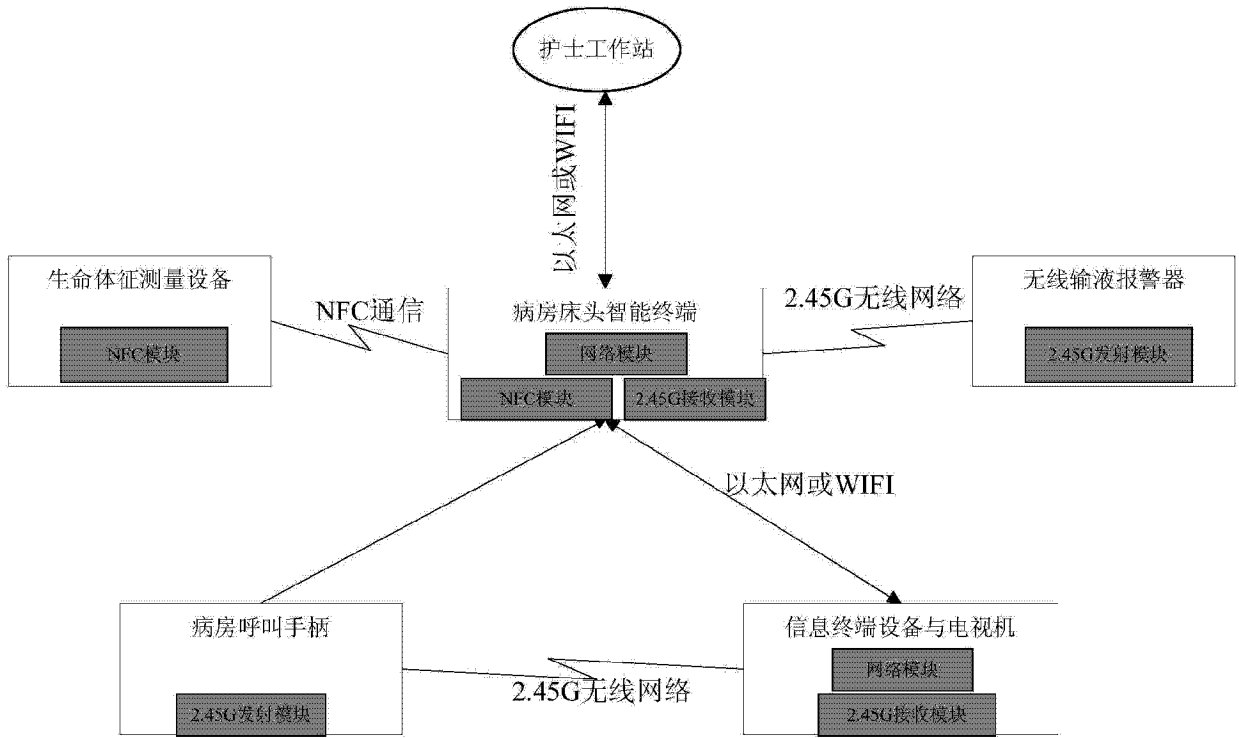 护士工作站
以太网或WIFI
生命体征测量设备
NFC模块
NFC通信
病房床头智能终端
网络模块
NFC模块
2.45G接收模块
2.45G无线网络
无线输液报警器
2.45G发射模块
以太网或WIFI
病房呼叫手柄
2.45G发射模块
2.45G无线网络
信息终端设备与电视机
网络模块
2.45G接收模块